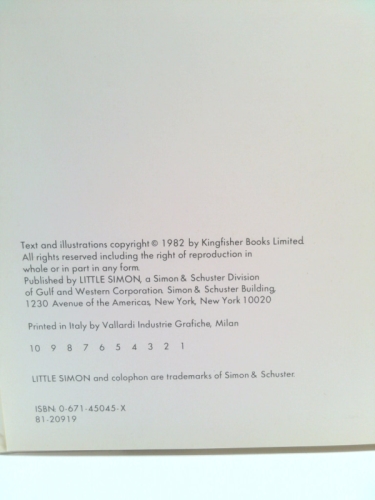 Text and illustrations copyright © 1982 by Kingfisher Books Limited.
All rights reserved including the right of reproduction in
whole or in part in any form.
Published by LITTLE SIMON, a Simon & Schuster Division
of Gulf and Western Corporation. Simon & Schuster Building,
1230 Avenue of the Americas, New York, New York 10020
Printed in Italy by Vallardi Industrie Grafiche, Milan
10 9 8 7 6 5 4 3 2 1
LITTLE SIMON and colophon are trademarks of Simon & Schuster.
ISBN: 0-671-45045-X
81-20919